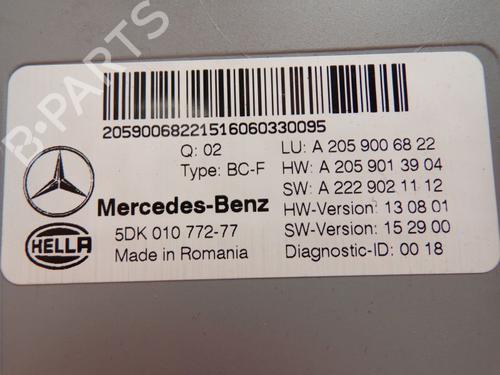 B-PARTS
20590068221516060330095
Q: 02
LU: A 205 900 68 22
Type: BC-F
HW: A 205 901 39 04
SW: A 222 902 11 12
Mercedes-Benz
HW-Version: 13 08 01
HELLA
5DK 010 772-77
SW-Version: 15 29 00
Made in Romania
Diagnostic-ID: 00 18